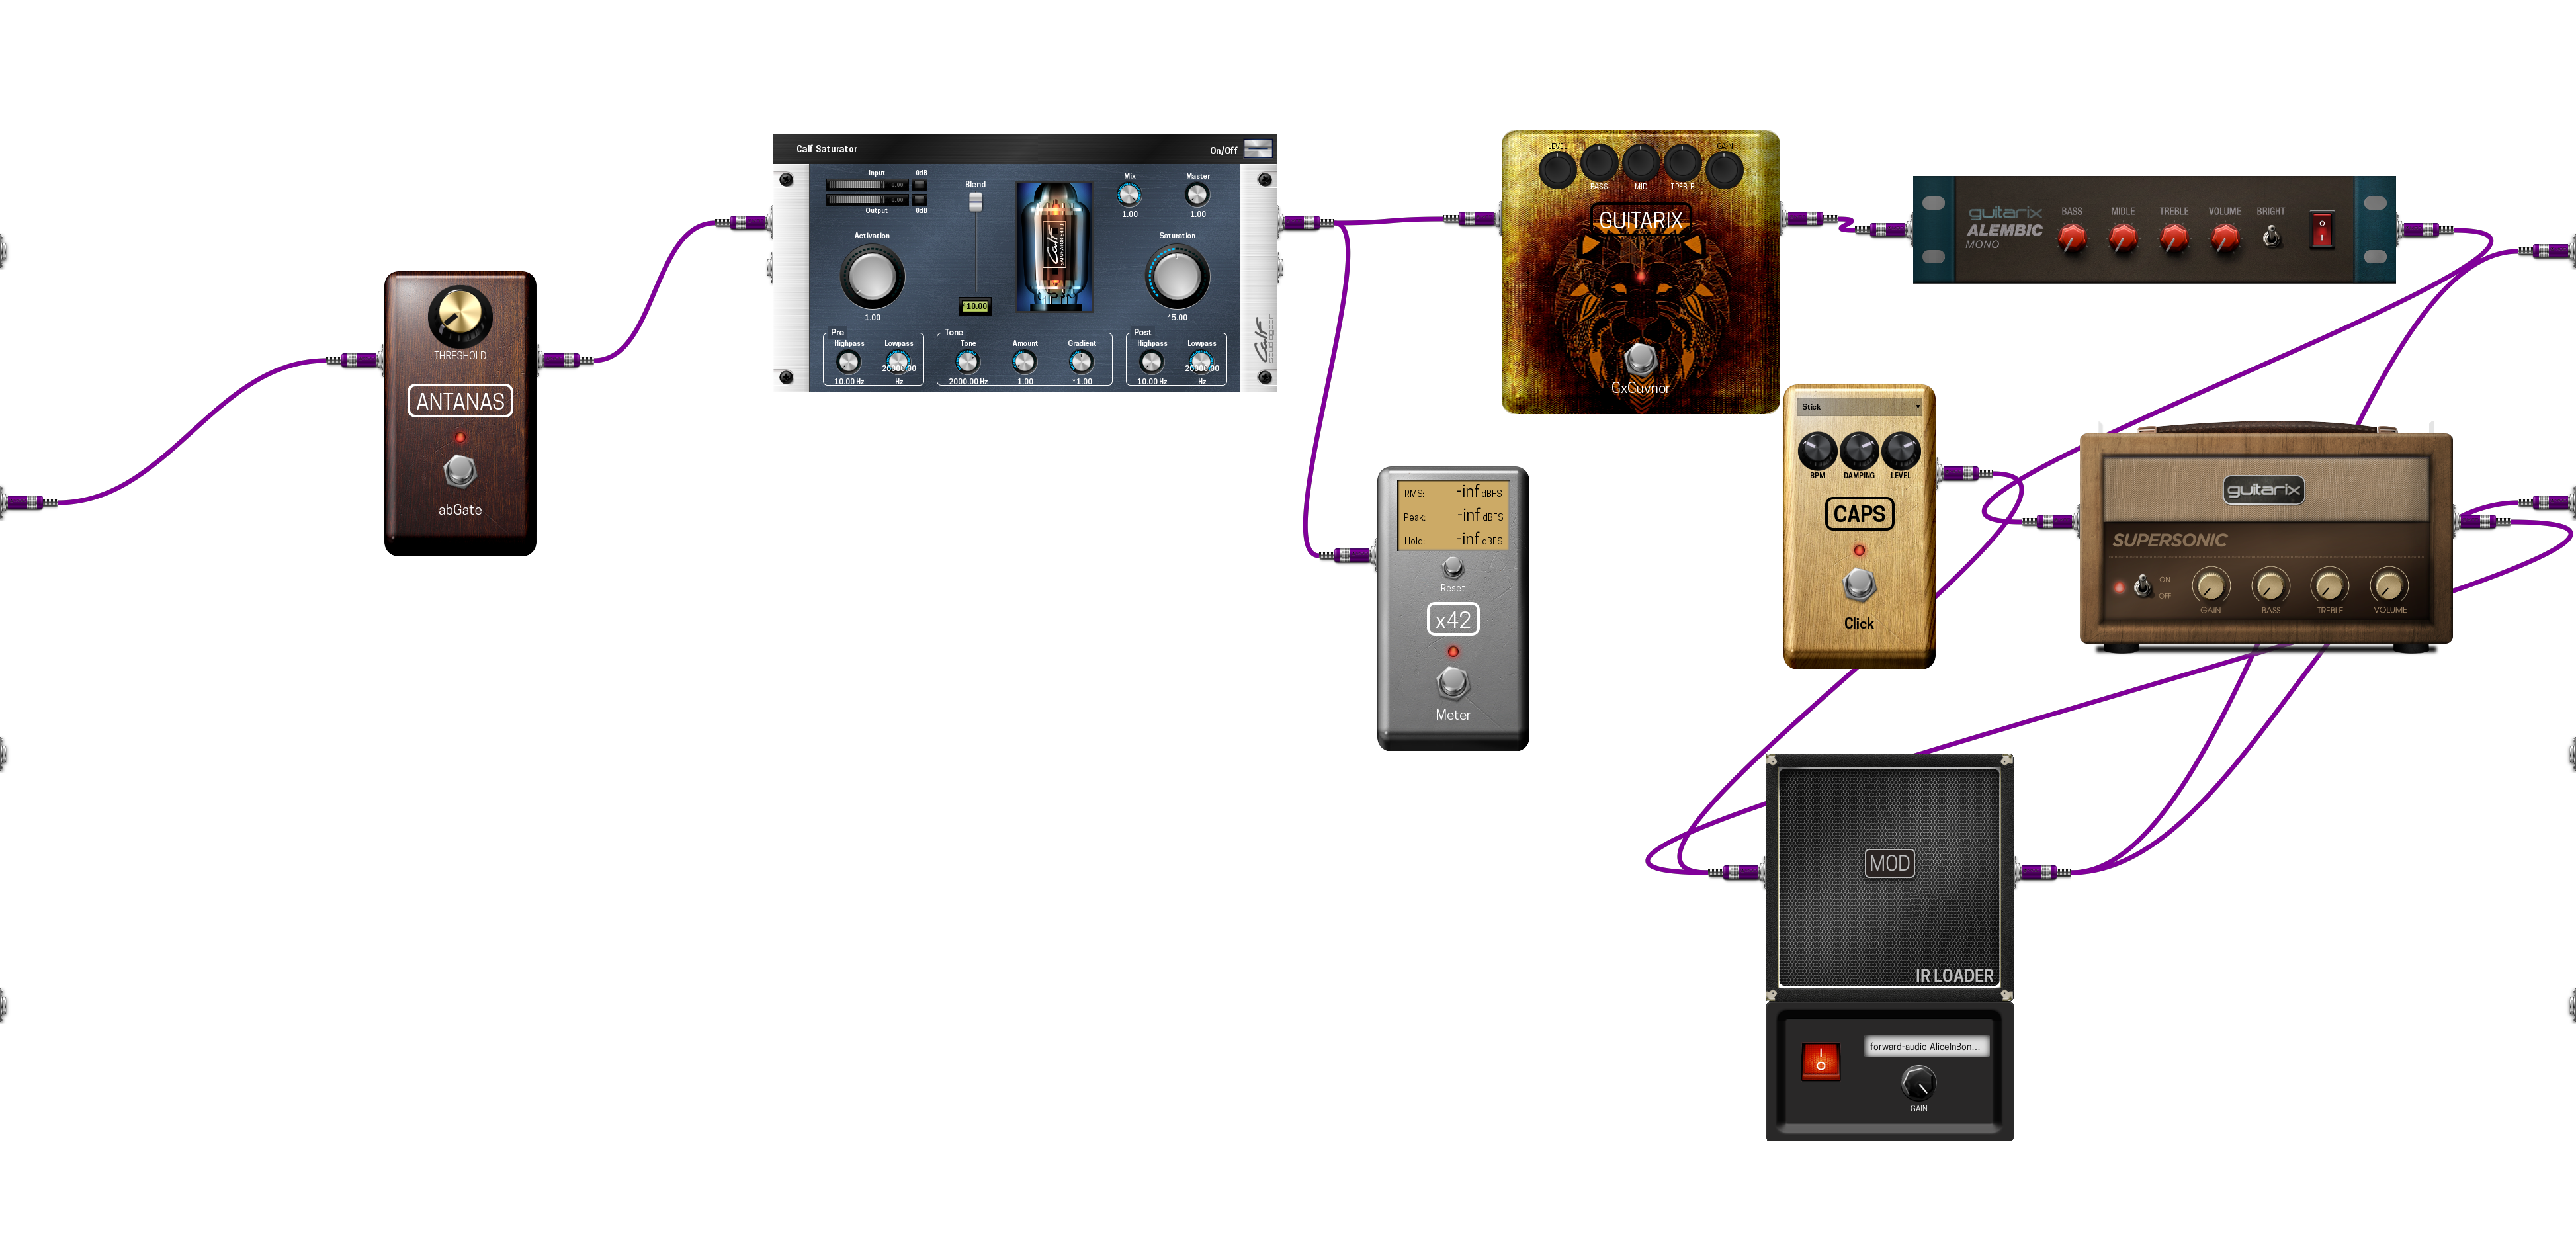 THRESHOLD
ANTANAS
abGate
Calf Saturator
On/Off
Input
0dB
-0.00
-0.00
Output
0dB
Blend
Mix
1.00
Master
1.00
Activation
1.00
10.00
Calf
Saturation
5.00
Pre
Highpass
Lowpass
10.00 Hz
20000.00
Hz
Tone
Tone
Amount
Gradient
2000.00 Hz
1.00
1.00
Post
Highpass
Lowpass
10.00 Hz
20000.00
Hz
Calf
LEVEL
GAIN
BASS
MID
TREBLE
GUITARIX
GxGuvnor
RMS:
-inf dBFS
Peak:
-inf dBFS
Hold:
-inf dBFS
Reset
x42
Meter
Stick
BPM
DAMPING
LEVEL
CAPS
Click
guitarix
ALEMBIC
MONO
BASS
MIDLE
TREBLE
VOLUME
BRIGHT
O
I
guitarix
SUPERSONIC
ON
OFF
GAIN
BASS
TREBLE
VOLUME
MOD
IR LOADER
I
O
forward-audio_AliceInBon...
GAIN